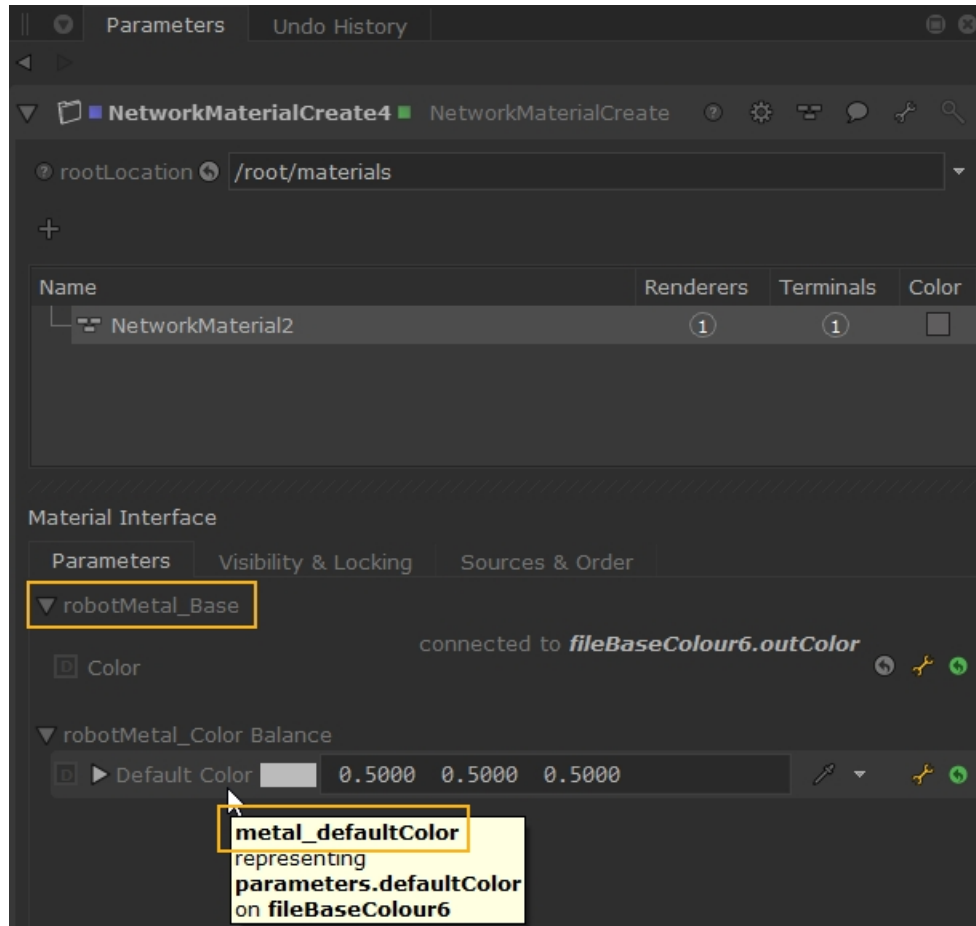 Parameters Undo History
NetworkMaterialCreate4 NetworkMaterialCreate
rootLocation /root/materials
Name Renderers Terminals Color
NetworkMaterial2 1 1
Material Interface
Parameters Visibility & Locking Sources & Order
robotMetal_Base
connected to fileBaseColour6.outColor
D Color
robotMetal_Color Balance
D Default Color 0.5000 0.5000 0.5000
metal_defaultColor
representing
parameters.defaultColor
on fileBaseColour6